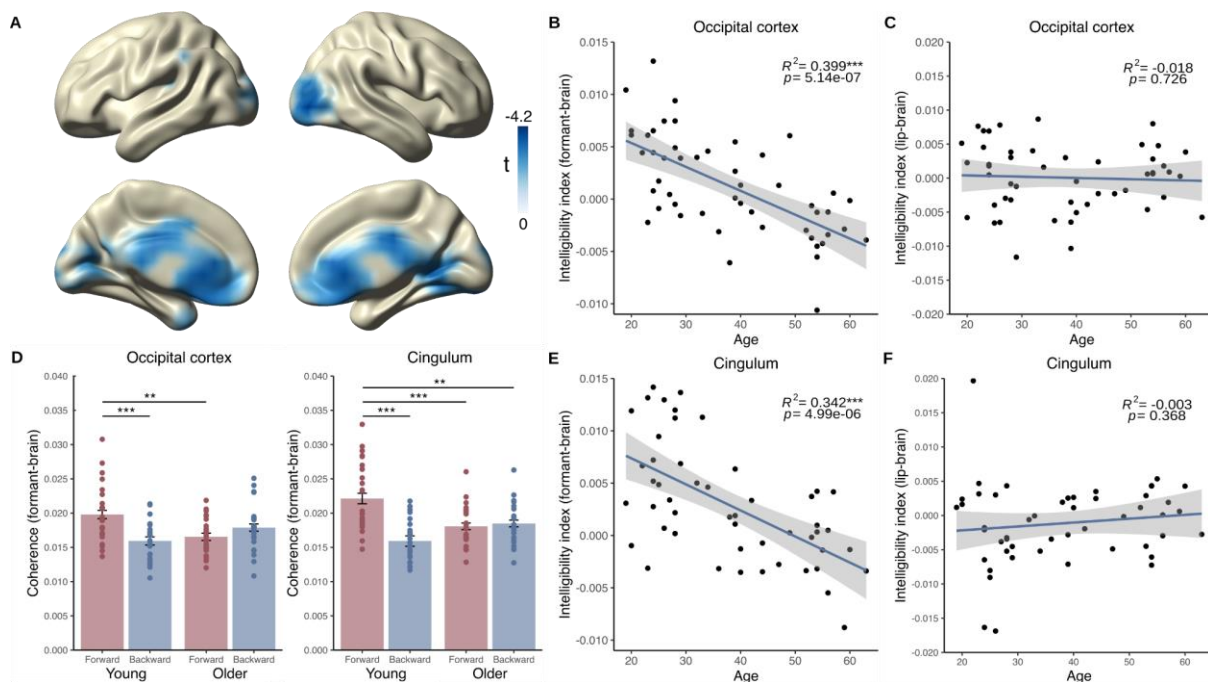 A
-4.2
t
0
B
Occipital cortex
R² = 0.399***
p = 5.14e-07
Intelligibility index (formant-brain)
0.015
0.010
0.005
0.000
-0.005
-0.010
20 30 40 50 60
Age
C
Occipital cortex
R² = -0.018
p = 0.726
Intelligibility index (lip-brain)
0.020
0.015
0.010
0.005
0.000
-0.005
-0.010
-0.015
-0.020
20 30 40 50 60
Age
D
Occipital cortex
Coherence (formant-brain)
0.040
0.035
0.030
0.025
0.020
0.015
0.010
0.005
0.000
**
***
Forward Backward Forward Backward
Young Older
Cingulum
Coherence (formant-brain)
0.040
0.035
0.030
0.025
0.020
0.015
0.010
0.005
0.000
**
***
***
Forward Backward Forward Backward
Young Older
E
Cingulum
R² = 0.342***
p = 4.99e-06
Intelligibility index (formant-brain)
0.015
0.010
0.005
0.000
-0.005
-0.010
20 30 40 50 60
Age
F
Cingulum
R² = -0.003
p = 0.368
Intelligibility index (lip-brain)
0.020
0.015
0.010
0.005
0.000
-0.005
-0.010
-0.015
-0.020
20 30 40 50 60
Age